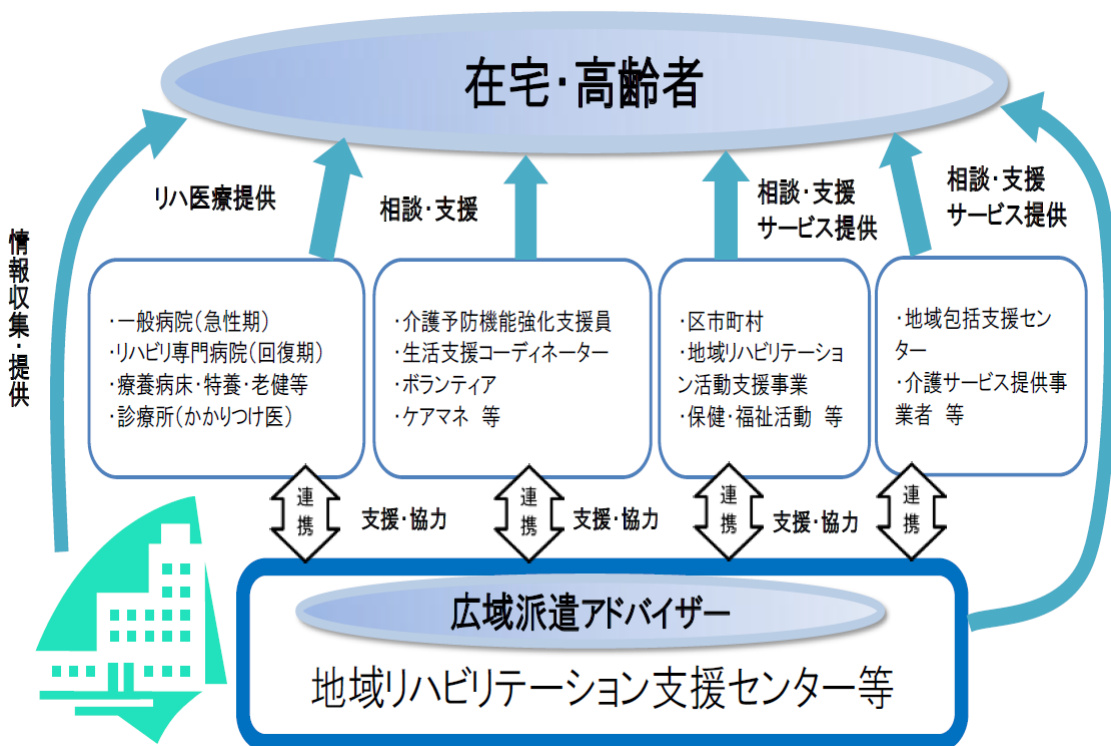 在宅・高齢者
リハ医療提供
相談・支援
相談・支援
サービス提供
相談・支援
サービス提供
情報収集・提供
・一般病院(急性期)
・リハビリ専門病院(回復期)
・療養病床・特養・老健等
・診療所(かかりつけ医)
・介護予防機能強化支援員
・生活支援コーディネーター
・ボランティア
・ケアマネ 等
・区市町村
・地域リハビリテーショ
ン活動支援事業
・保健・福祉活動 等
・地域包括支援セン
ター
・介護サービス提供事
業者 等
連携
支援・協力
連携
支援・協力
連携
支援・協力
連携
広域派遣アドバイザー
地域リハビリテーション支援センター等